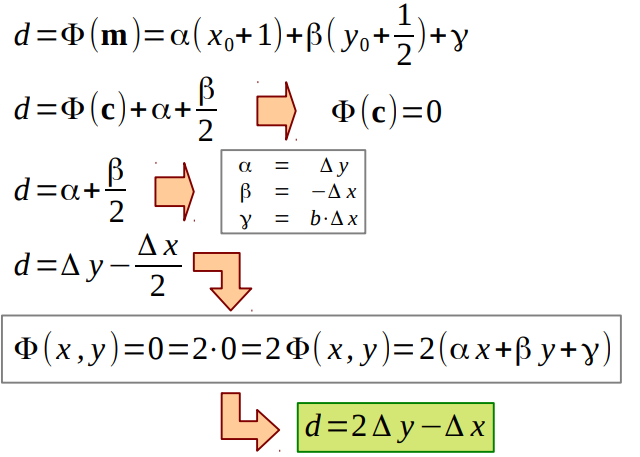 d=Φ(m)=α(x₀+1)+β(y₀+1/2)+γ
d=Φ(c)+α+β/2 Φ(c)=0
d=α+β/2
α = Δy
β = −Δx
γ = b·Δx
d=Δy−Δx/2
Φ(x,y)=0=2·0=2Φ(x,y)=2(αx+βy+γ)
d=2Δy−Δx